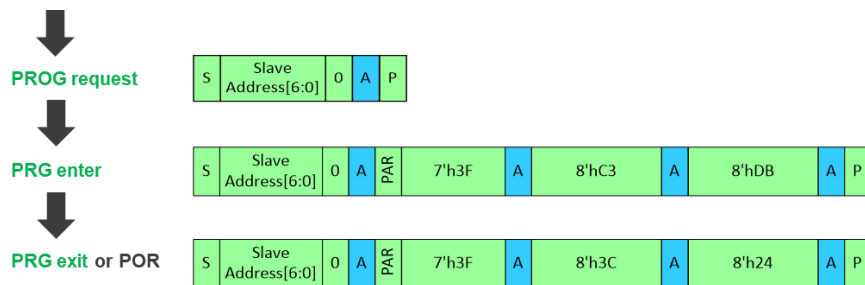 PROG request
S Slave Address[6:0] 0 A P
PRG enter
S Slave Address[6:0] 0 A PAR 7'h3F A 8'hC3 A 8'hDB A P
PRG exit or POR
S Slave Address[6:0] 0 A PAR 7'h3F A 8'h3C A 8'h24 A P